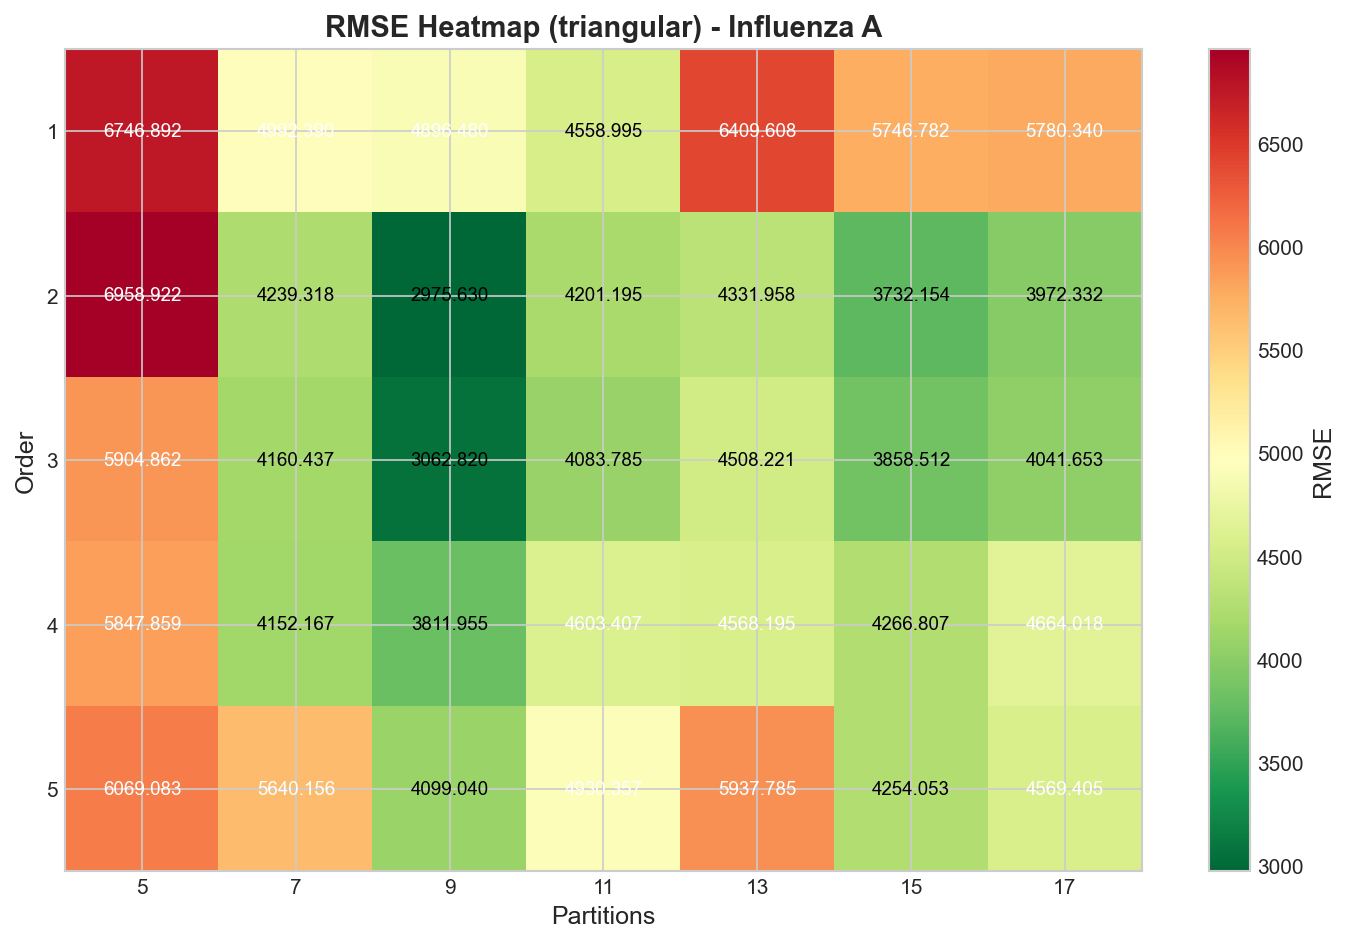 RMSE Heatmap (triangular) - Influenza A
1 6746.892 4558.995 6409.608 5746.782 5780.340
2 6958.922 4239.318 2975.630 4201.195 4331.958 3732.154 3972.332
3 5904.862 4160.437 3062.820 4083.785 4508.221 3858.512 4041.653
4 5847.859 4152.167 3811.955 4603.407 4568.195 4266.807 4664.018
5 6069.083 5640.156 4099.040 5937.785 4254.053 4569.405
5 7 9 11 13 15 17
Partitions
Order
6500
6000
5500
5000
4500
4000
3500
3000
RMSE